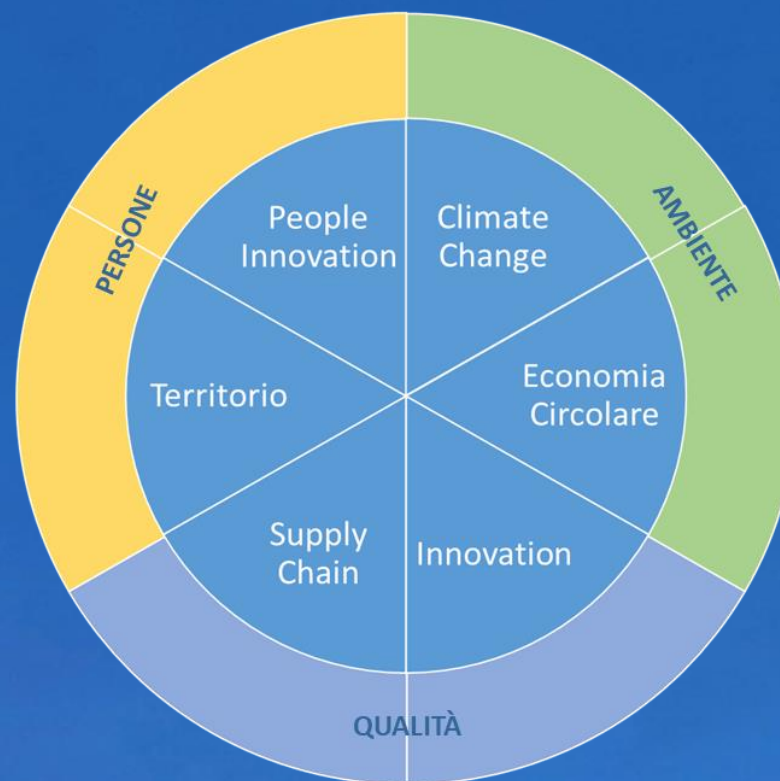 PERSONE
AMBIENTE
People
Innovation
Climate
Change
Territorio
Economia
Circolare
Supply
Chain
Innovation
QUALITÀ